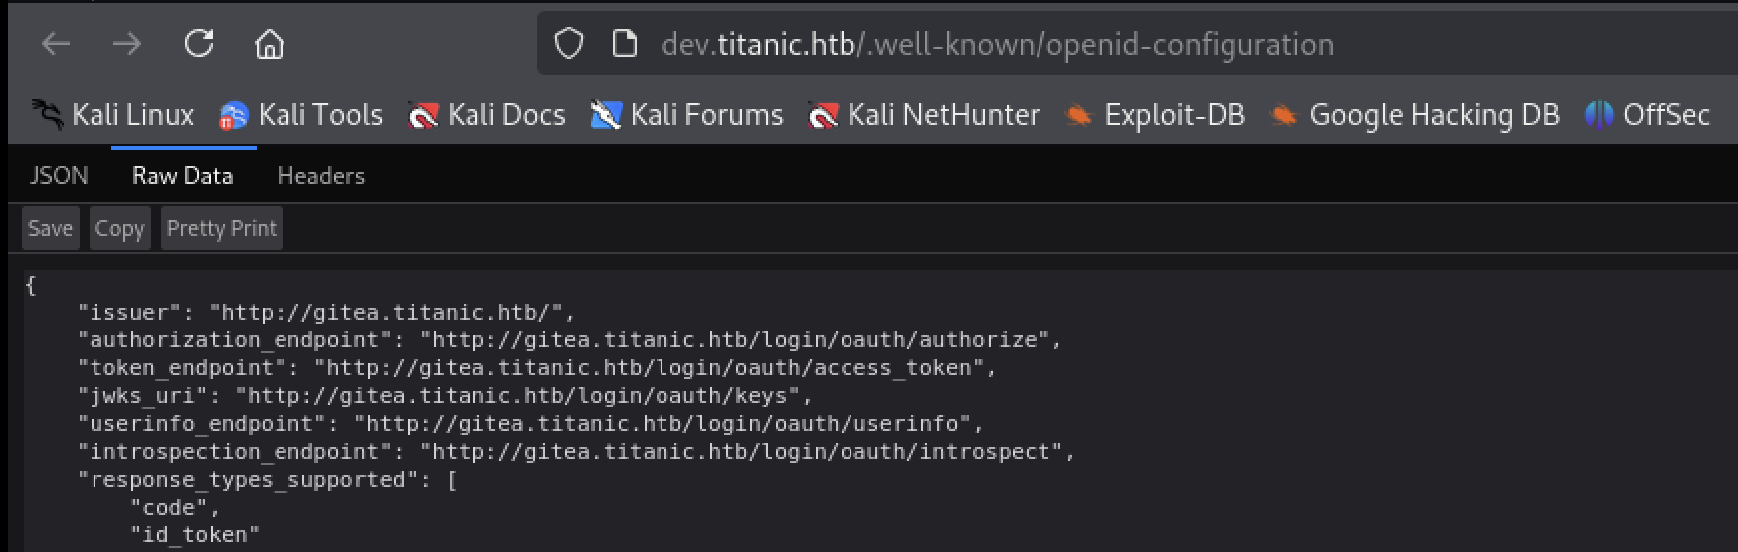 dev.titanic.htb/.well-known/openid-configuration
Kali Linux Kali Tools Kali Docs Kali Forums Kali NetHunter Exploit-DB Google Hacking DB OffSec
JSON Raw Data Headers
Save Copy Pretty Print
{
    "issuer": "http://gitea.titanic.htb/",
    "authorization_endpoint": "http://gitea.titanic.htb/login/oauth/authorize",
    "token_endpoint": "http://gitea.titanic.htb/login/oauth/access_token",
    "jwks_uri": "http://gitea.titanic.htb/login/oauth/keys",
    "userinfo_endpoint": "http://gitea.titanic.htb/login/oauth/userinfo",
    "introspection_endpoint": "http://gitea.titanic.htb/login/oauth/introspect",
    "response_types_supported": [
        "code",
        "id_token"